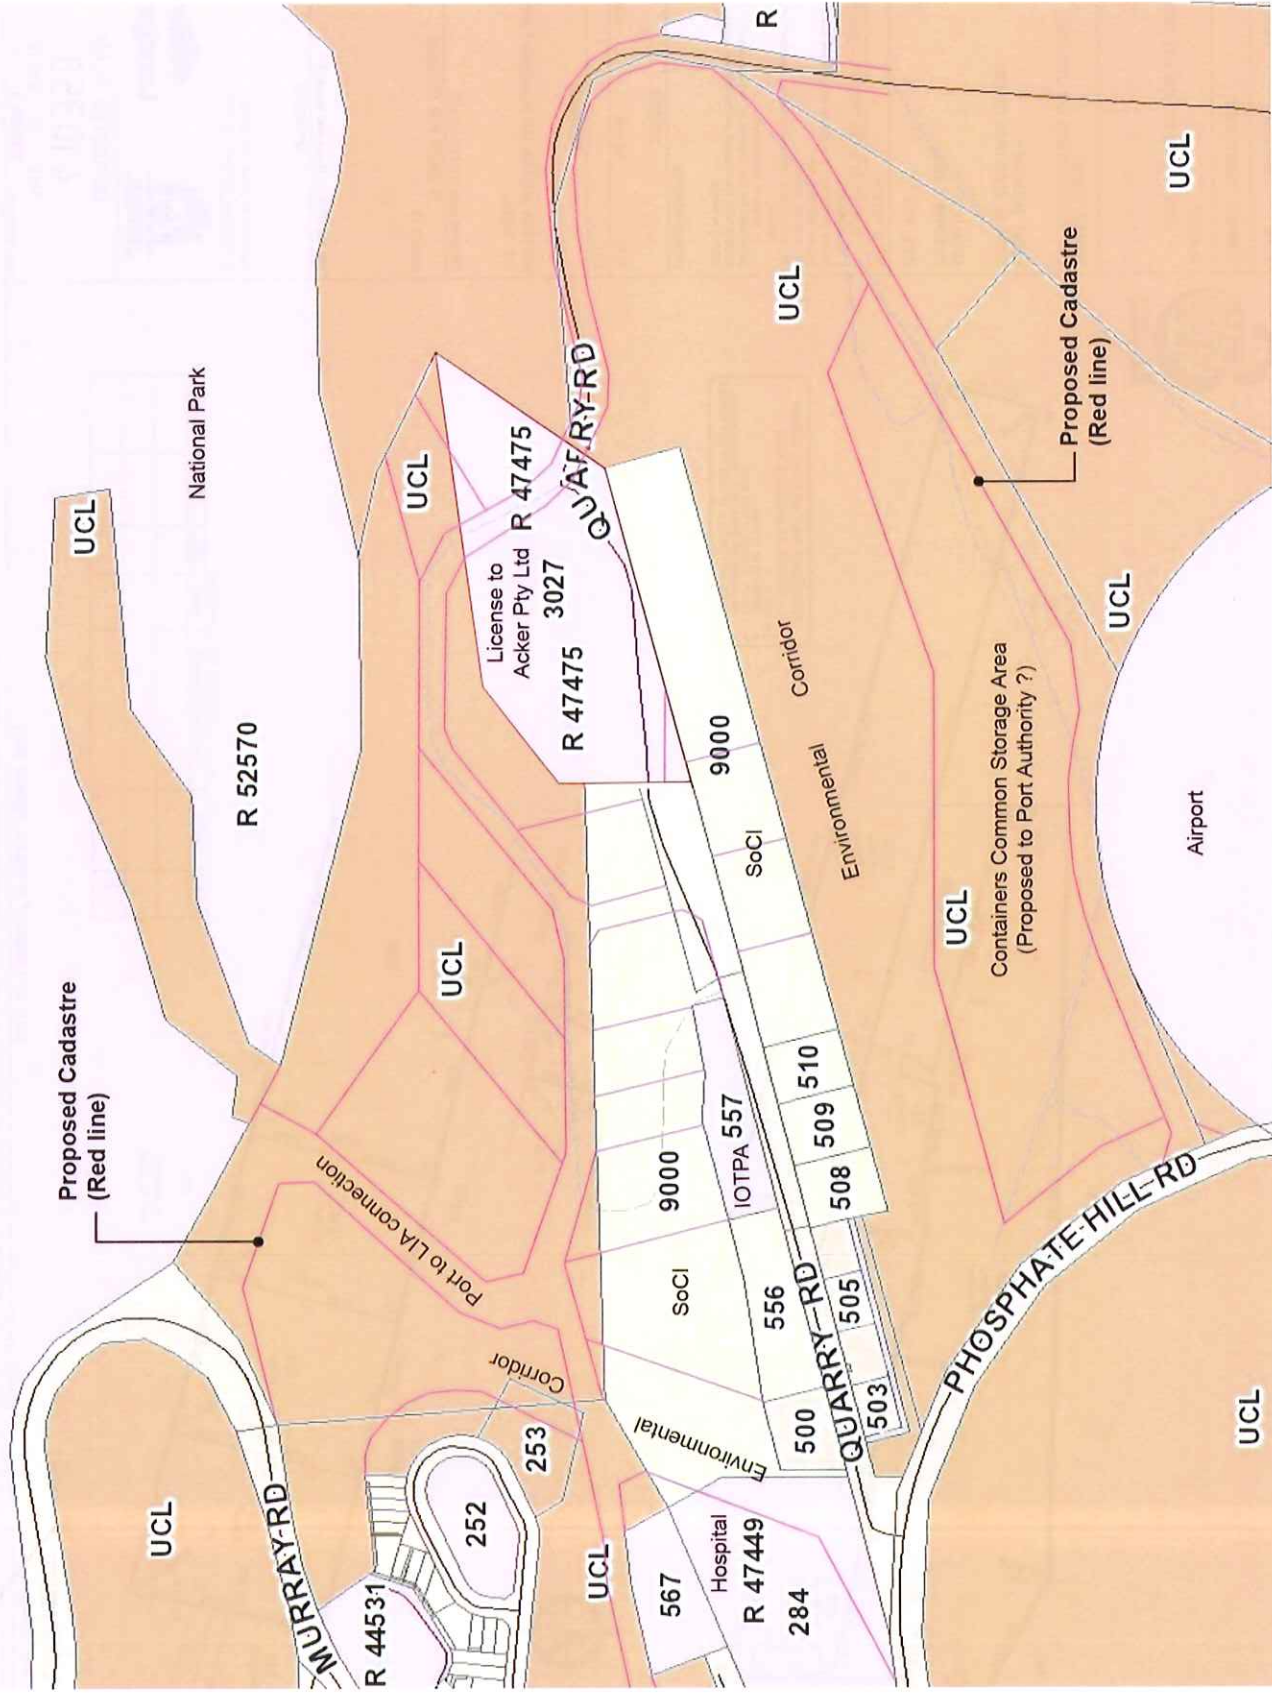 R
UCL
National Park
UCL
R 52570
Proposed Cadastre
(Red line)
UCL
UCL
License to
Acker Pty Ltd
R 47475
3027
R 47475
QUARRY-RD
UCL
UCL
Proposed Cadastre
(Red line)
UCL
Environmental Corridor
9000
SoCI
Containers Common Storage Area
(Proposed to Port Authority ?)
UCL
Airport
510
509
508
IOTPA 557
9000
SoCI
556
505
503
500
QUARRY-RD
PHOSPHATE-HILL-RD
UCL
Port to LIA connection
Environmental Corridor
253
252
UCL
MURRAY-RD
R 44531
UCL
567
Hospital
R 47449
284